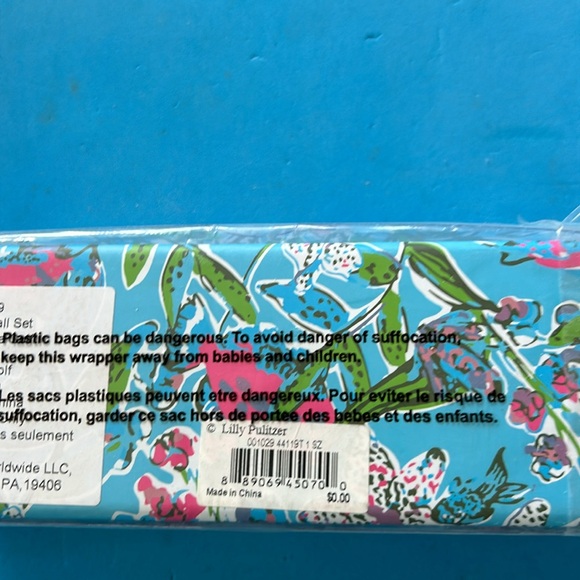 9
all Set
Plastic bags can be dangerous. To avoid danger of suffocation,
keep this wrapper away from babies and children.
olf
Les sacs plastiques peuvent etre dangereux. Pour eviter le risque de
suffocation, garder ce sac hors de portee des bebes et des enfants.
s seulement
rldwide LLC,
PA, 19406
© Lilly Pulitzer
001029 44119T 1 SZ
8 89069 45070 0
Made in China
$0.00